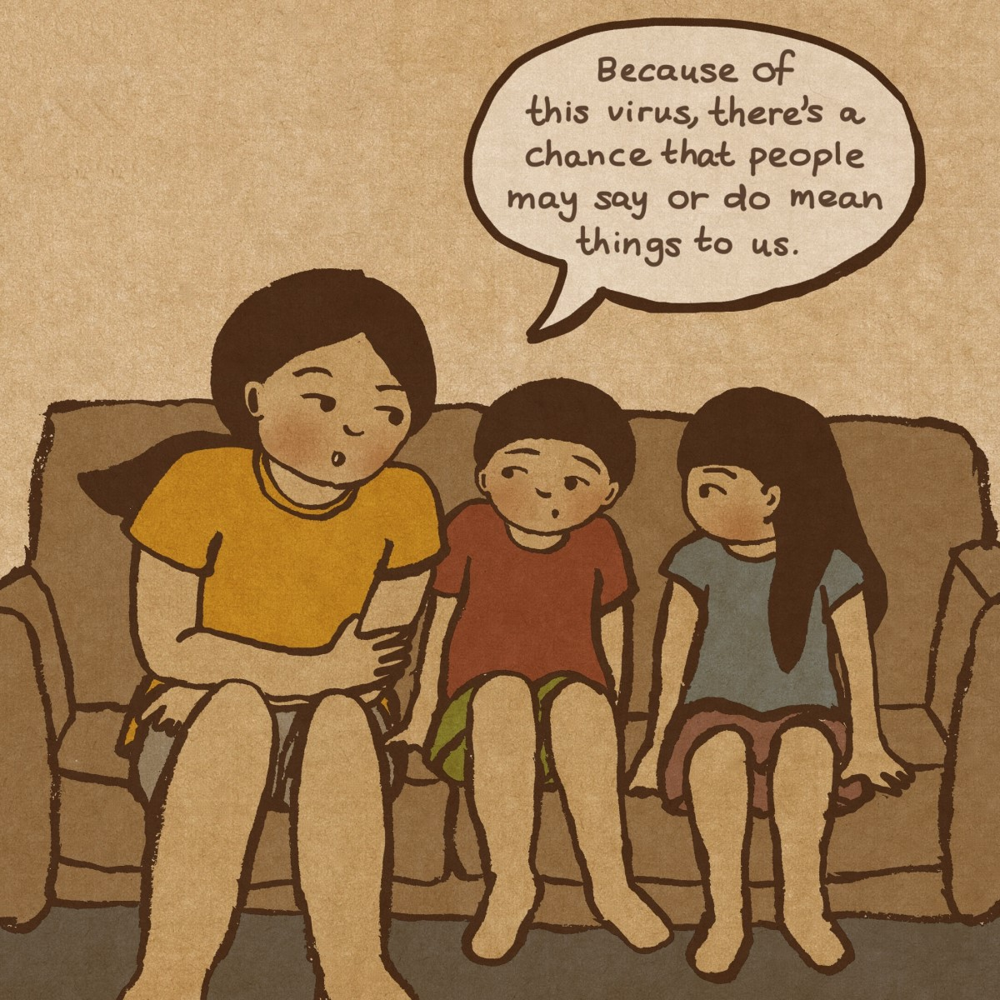 Because of
this virus, there's a
chance that people
may say or do mean
things to us.